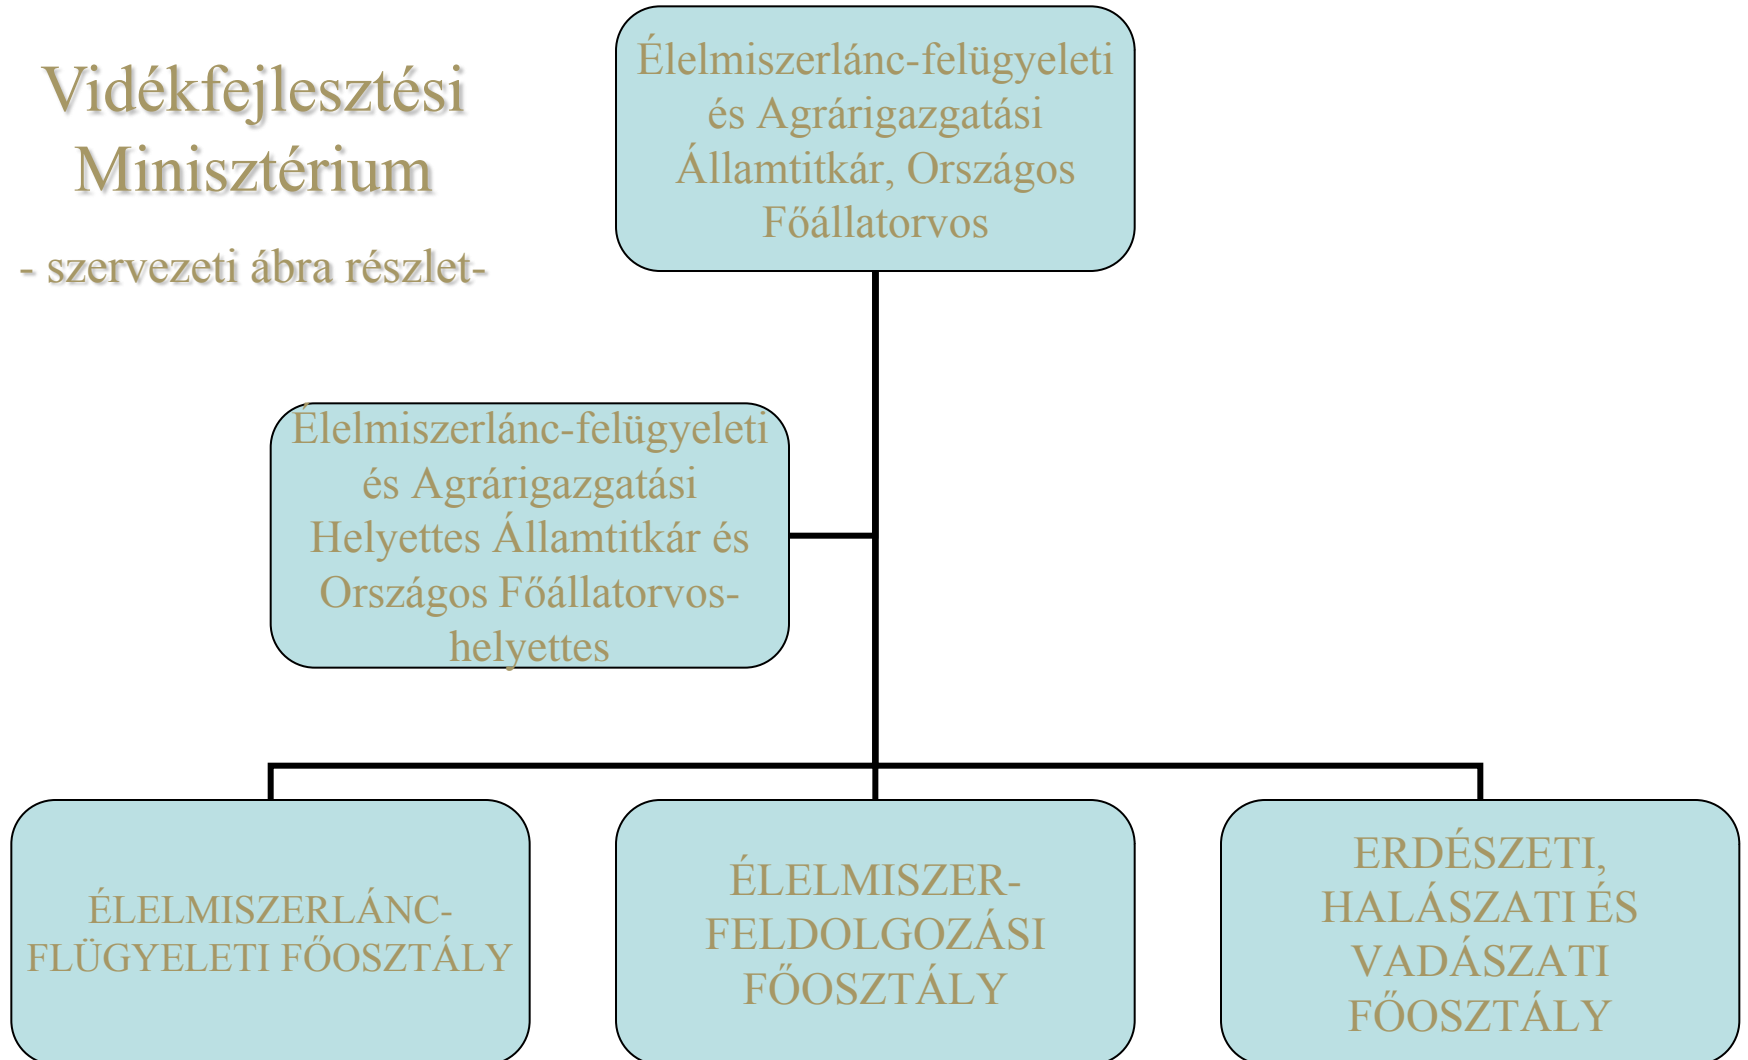 Vidékfejlesztési
Minisztérium
- szervezeti ábra részlet-
Élelmiszerlánc-felügyeleti
és Agrárigazgatási
Államtitkár, Országos
Főállatorvos
Élelmiszerlánc-felügyeleti
és Agrárigazgatási
Helyettes Államtitkár és
Országos Főállatorvos-
helyettes
ÉLELMISZERLÁNC-
FLÜGYELETI FŐOSZTÁLY
ÉLELMISZER-
FELDOLGOZÁSI
FŐOSZTÁLY
ERDÉSZETI,
HALÁSZATI ÉS
VADÁSZATI
FŐOSZTÁLY